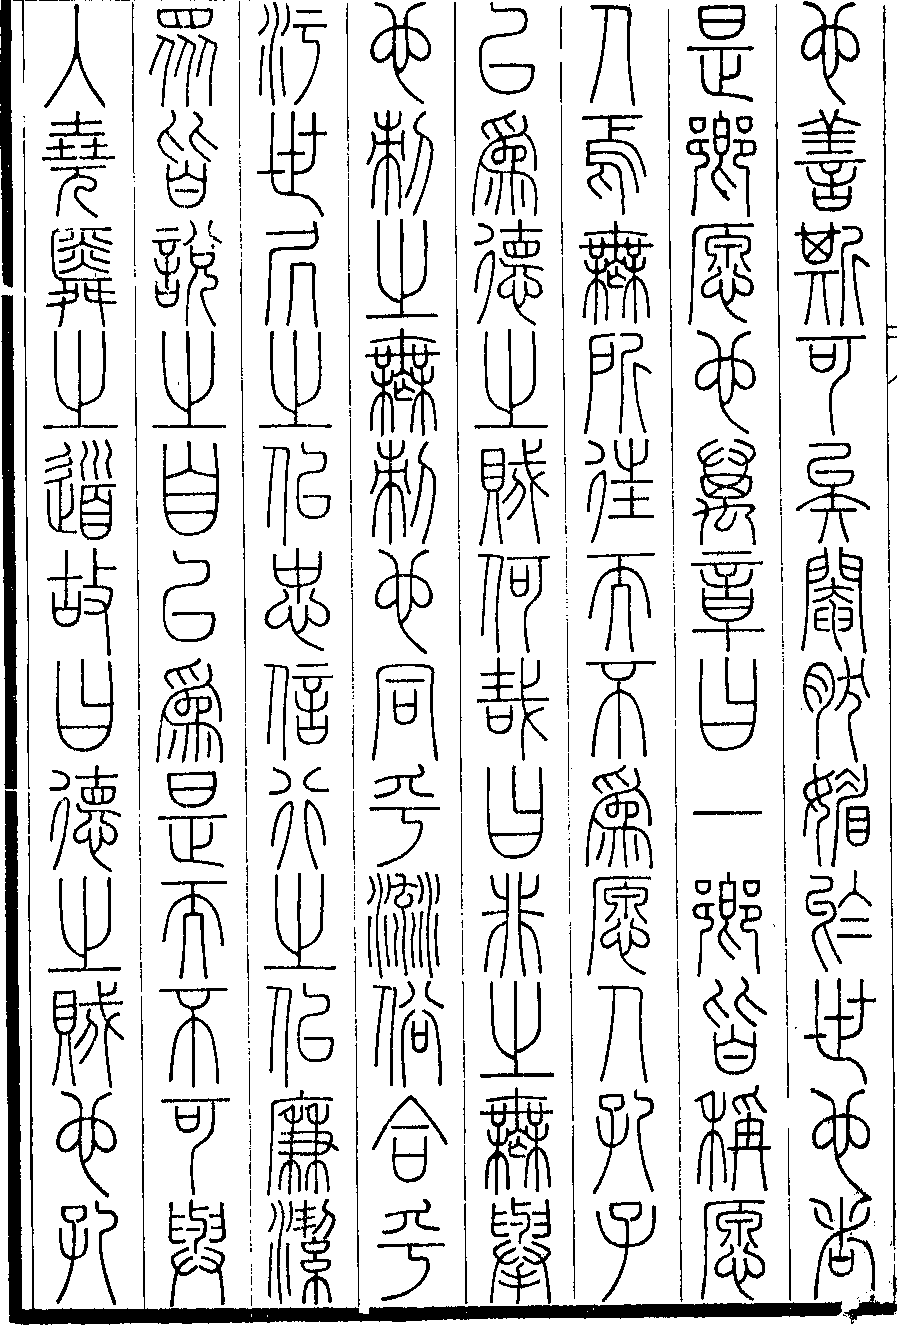 也善斯可矣閹然媚於世也者
是鄉愿也萬章曰一鄉皆稱愿
人焉無所往而不為愿人孔子
以為德之賊何哉曰非之無舉
也刺之無刺也同乎流俗合乎
汙世居之似忠信行之似廉潔
眾皆說之自以為是而不可與
入堯舜之道故曰德之賊也孔